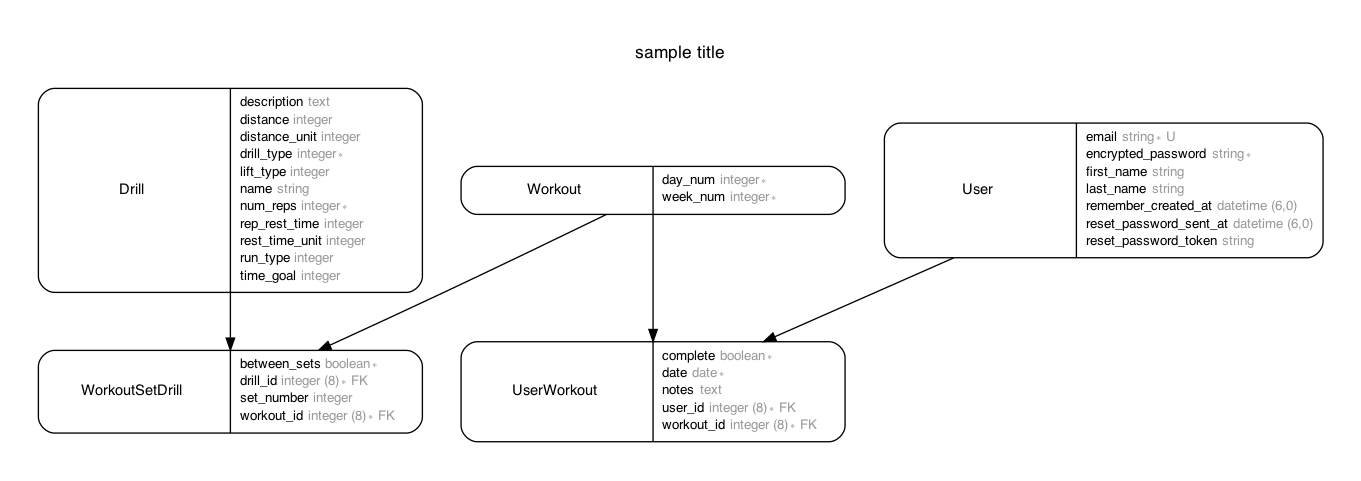 sample title
Drill
description text
distance integer
distance_unit integer
drill_type integer *
lift_type integer
name string
num_reps integer *
rep_rest_time integer
rest_time_unit integer
run_type integer
time_goal integer
Workout
day_num integer *
week_num integer *
User
email string * U
encrypted_password string *
first_name string
last_name string
remember_created_at datetime (6,0)
reset_password_sent_at datetime (6,0)
reset_password_token string
WorkoutSetDrill
between_sets boolean *
drill_id integer (8) * FK
set_number integer
workout_id integer (8) * FK
UserWorkout
complete boolean *
date date *
notes text
user_id integer (8) * FK
workout_id integer (8) * FK